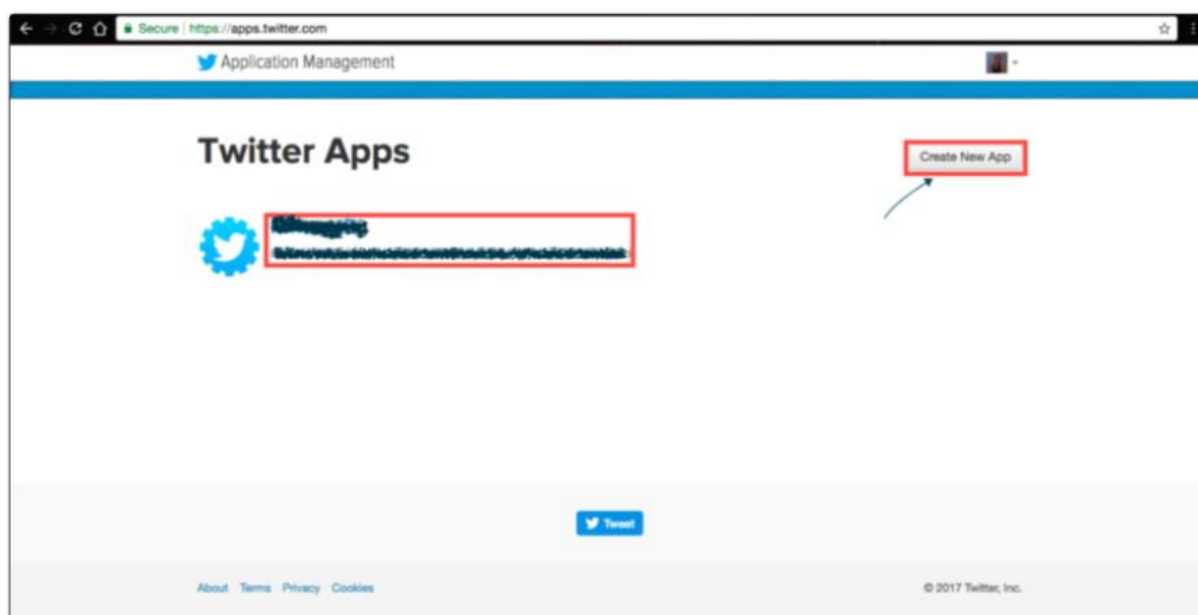 Secure | https://apps.twitter.com
Application Management
Twitter Apps
Create New App
Tweet
About Terms Privacy Cookies
© 2017 Twitter, Inc.